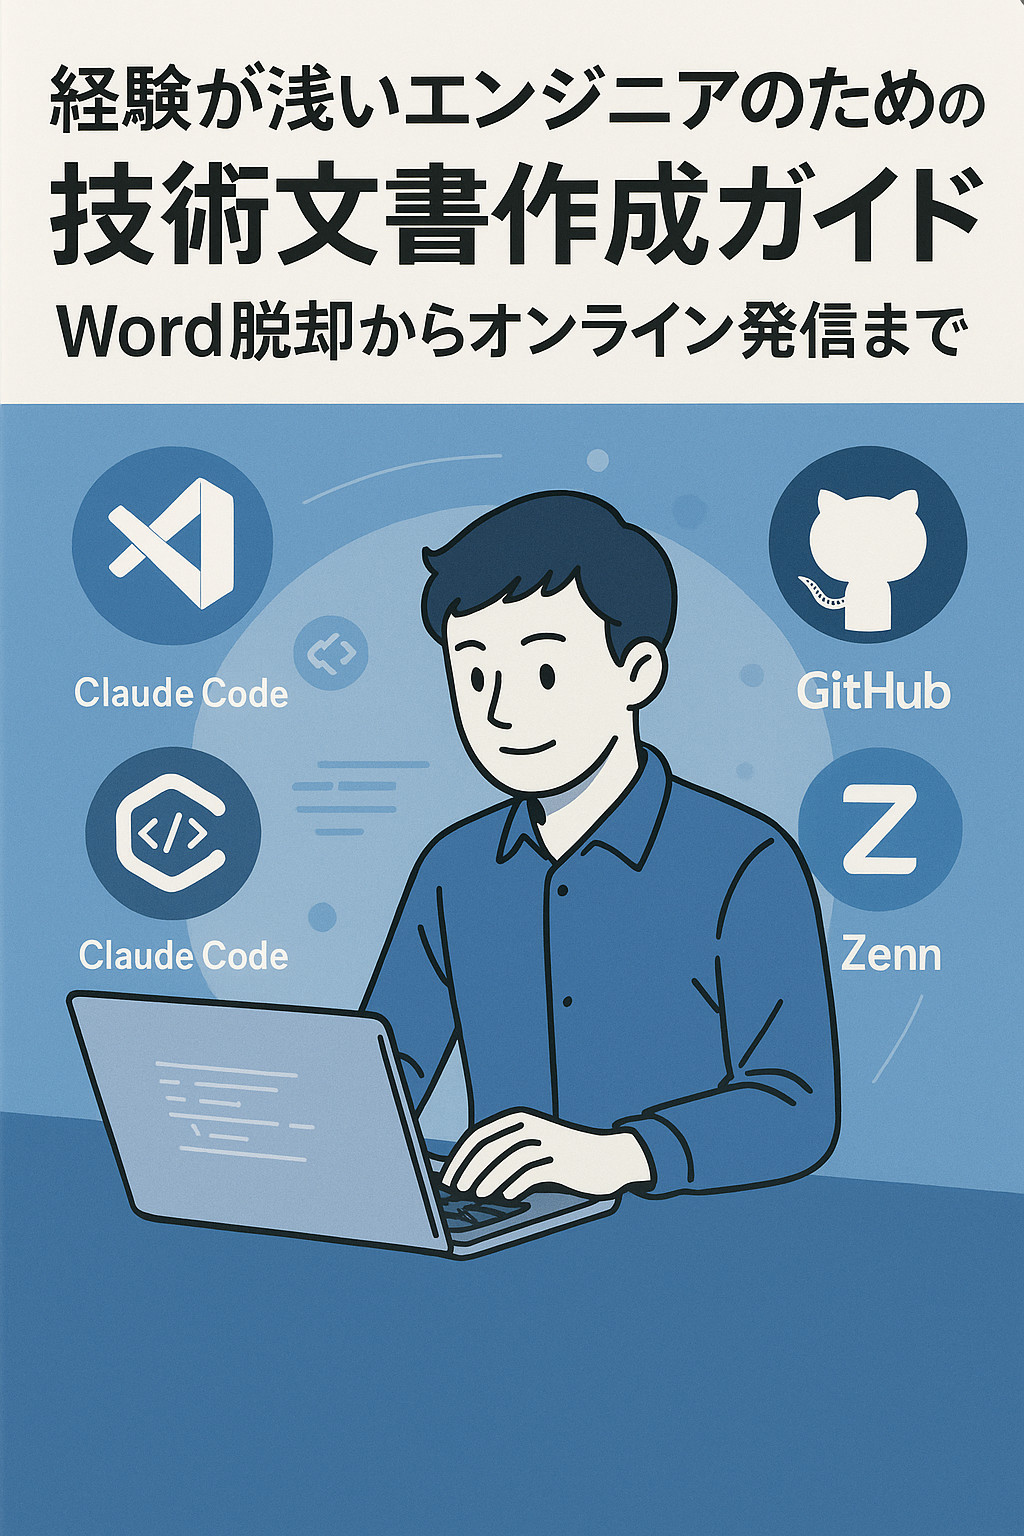 経験が浅いエンジニアのための
技術文書作成ガイド
Word脱却からオンライン発信まで
Claude Code
GitHub
</>
Z
Claude Code
Zenn